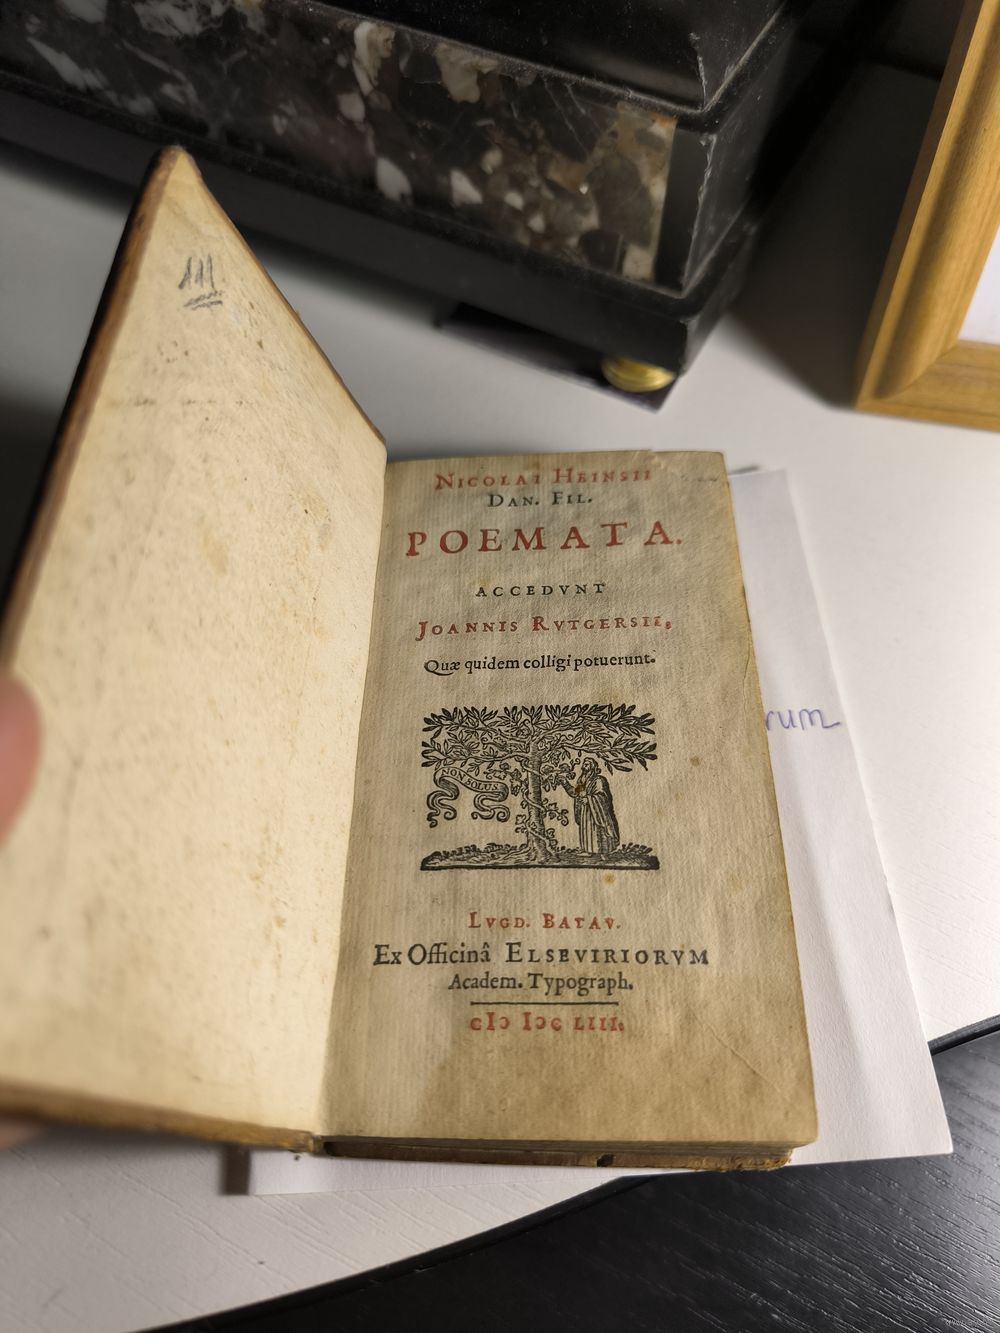 111
NICOLAI HEINSII
DAN. FIL.
POEMATA.
ACCEDVNT
JOANNIS RVTGERSII,
Quæ quidem colligi potuerunt.
NON SOLUS
rum
LVGD. BATAV.
Ex Officinâ ELSEVIRIORVM
Academ. Typograph.
cIↃ IↃc LIII.